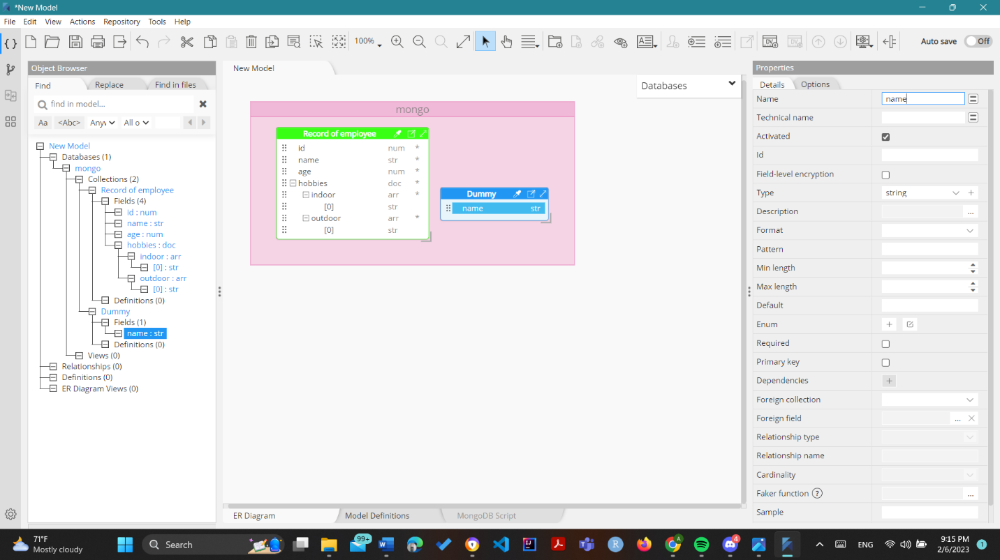 *New Model
File Edit View Actions Repository Tools Help
100%
Auto save Off
Object Browser
Find Replace Find in files
find in model...
Aa <Abc> Anyv All o
New Model
Databases (1)
mongo
Collections (2)
Record of employee
Fields (4)
id : num
name : str
age : num
hobbies : doc
indoor : arr
[0] : str
outdoor : arr
[0] : str
Definitions (0)
Dummy
Fields (1)
name : str
Definitions (0)
Views (0)
Relationships (0)
Definitions (0)
ER Diagram Views (0)
New Model
Databases
mongo
Record of employee
id num *
name str *
age num *
hobbies doc *
indoor arr *
[0] str
outdoor arr *
[0] str
Dummy
name str
ER Diagram Model Definitions MongoDB Script
Properties
Details Options
Name name
Technical name
Activated
Id
Field-level encryption
Type string
Description ...
Format
Pattern
Min length
Max length
Default
Enum
Required
Primary key
Dependencies
Foreign collection
Foreign field ...
Relationship type
Relationship name
Cardinality
Faker function ? ...
Sample
71°F
Mostly cloudy
Search
99+
4
ENG
9:15 PM
2/6/2023
1